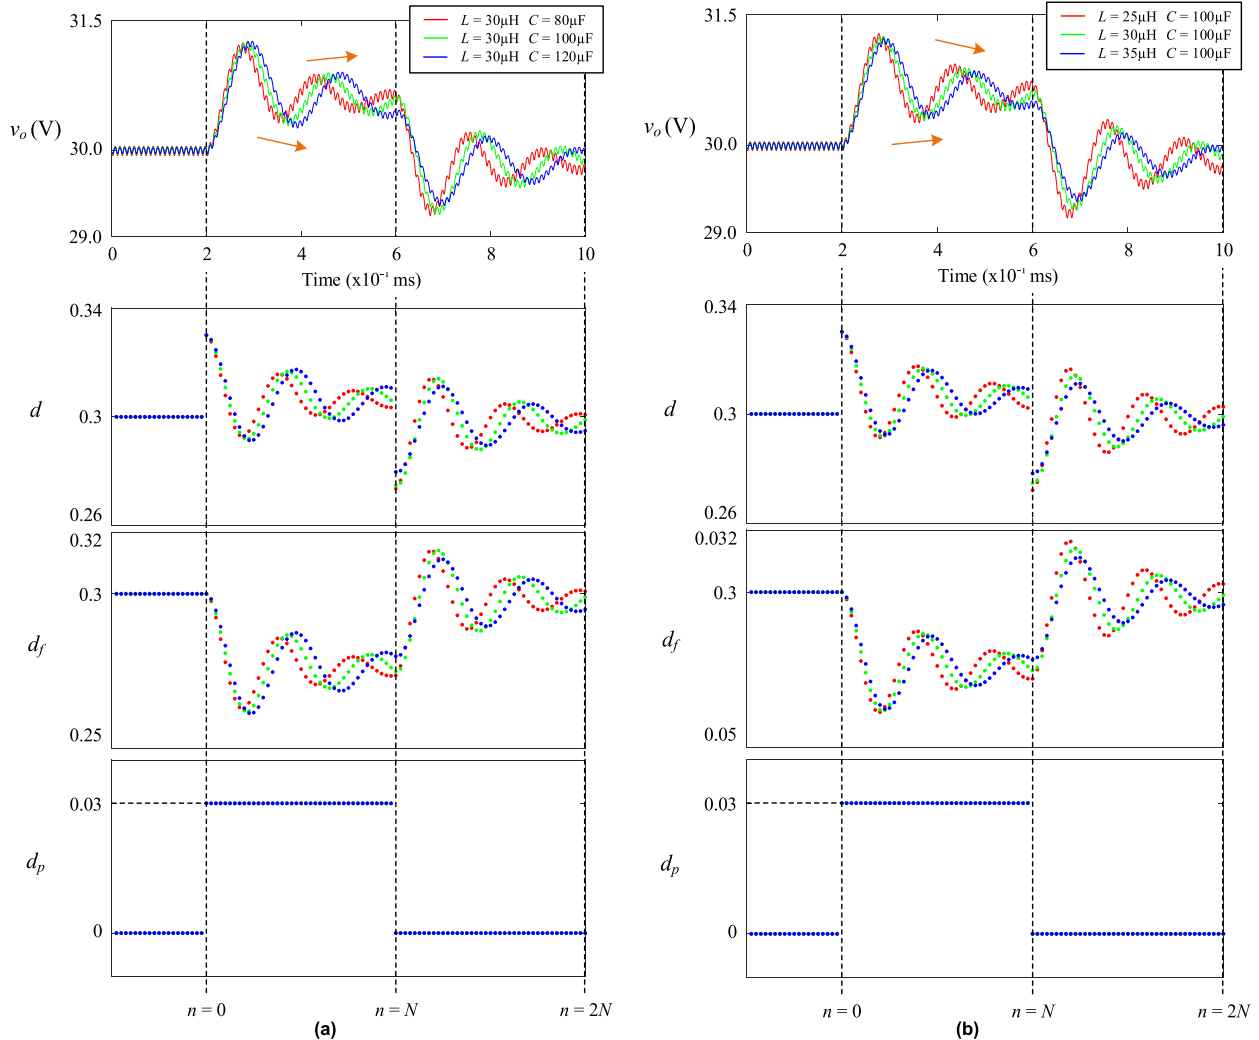 31.5
L = 30µH C = 80µF
L = 30µH C = 100µF
L = 30µH C = 120µF
vo (V)
30.0
29.0
0 2 4 6 8 10
Time (x10⁻¹ ms)
0.34
d
0.3
0.26
0.32
0.3
df
0.25
0.03
dp
0
n = 0 n = N n = 2N
(a)
31.5
L = 25µH C = 100µF
L = 30µH C = 100µF
L = 35µH C = 100µF
vo (V)
30.0
29.0
0 2 4 6 8 10
Time (x10⁻¹ ms)
0.34
d
0.3
0.26
0.032
0.3
df
0.05
0.03
dp
0
n = 0 n = N n = 2N
(b)